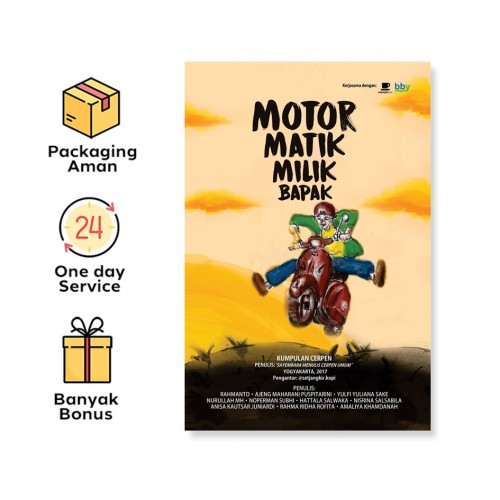 Packaging
Aman
24
One day
Service
Banyak
Bonus
Kerjasama dengan:
bby
MOTOR
MATIK
MILIK
BAPAK
KUMPULAN CERPEN
PENULIS "SAYEMBARA MENULIS CERPEN UMUM"
YOGYAKARTA, 2017
Pengantar: @setjangkir.kopi
PENULIS:
RAHMANTO • AJENG MAHARANI PUSPITARINI • YULFI YULIANA SAKE
NURULLAH MH • NOPERMAN SUBHI • HATTALA SALWAKA • NISRINA SALSABILA
ANISA KAUTSAR JUNIARDI • RAHMA RIDHA ROFITA • AMALIYA KHAMDANAH